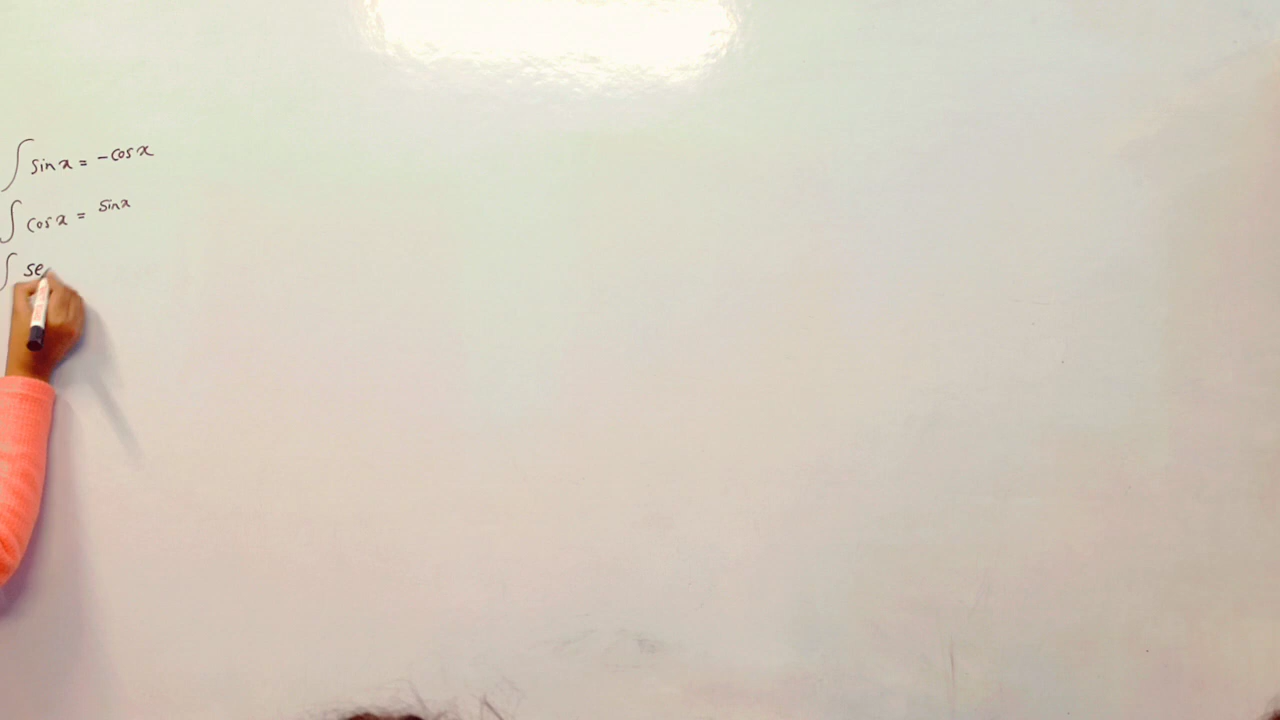 ∫ sin x = -cos x
∫ cos x = sin x
∫ se